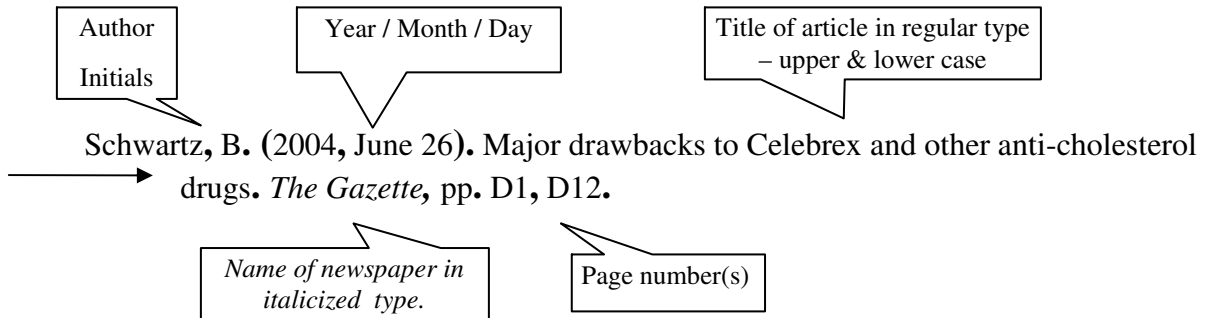 Author
Initials
Year / Month / Day
Title of article in regular type
– upper & lower case
Schwartz, B. (2004, June 26). Major drawbacks to Celebrex and other anti-cholesterol
drugs. The Gazette, pp. D1, D12.
Name of newspaper in
italicized type.
Page number(s)